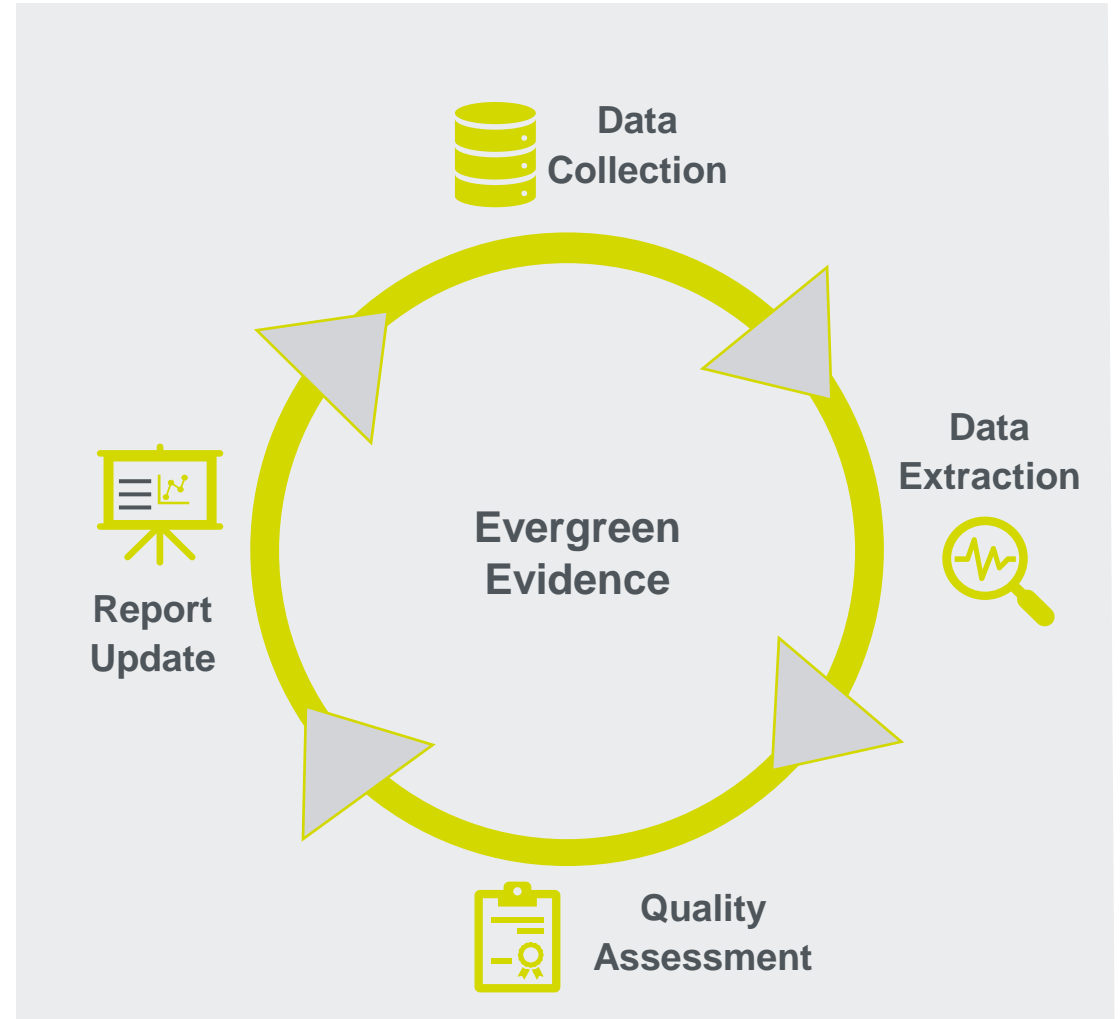 Data
Collection
Data
Extraction
Evergreen
Evidence
Report
Update
Quality
Assessment